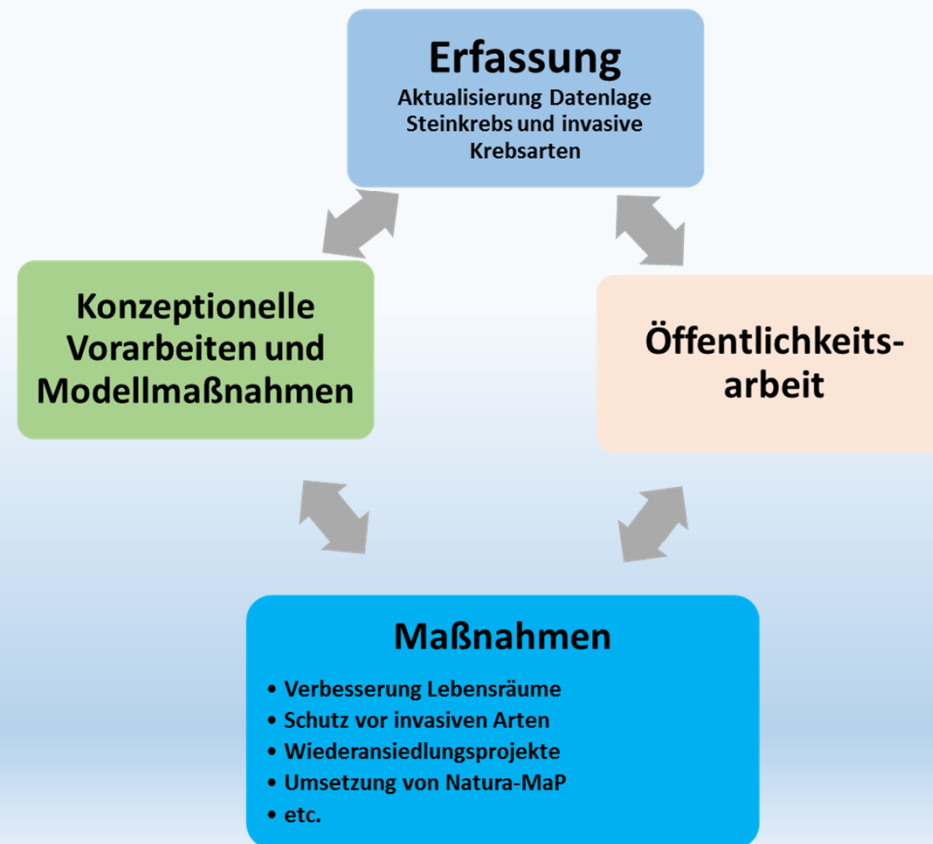 Erfassung
Aktualisierung Datenlage
Steinkrebs und invasive
Krebsarten
Konzeptionelle
Vorarbeiten und
Modellmaßnahmen
Öffentlichkeits-
arbeit
Maßnahmen
• Verbesserung Lebensräume
• Schutz vor invasiven Arten
• Wiederansiedlungsprojekte
• Umsetzung von Natura-MaP
• etc.